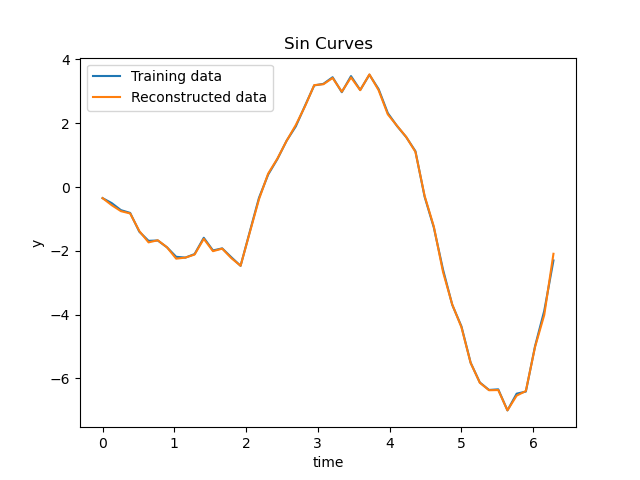 Sin Curves
Training data
Reconstructed data
4
2
0
−2
−4
−6
y
0 1 2 3 4 5 6
time